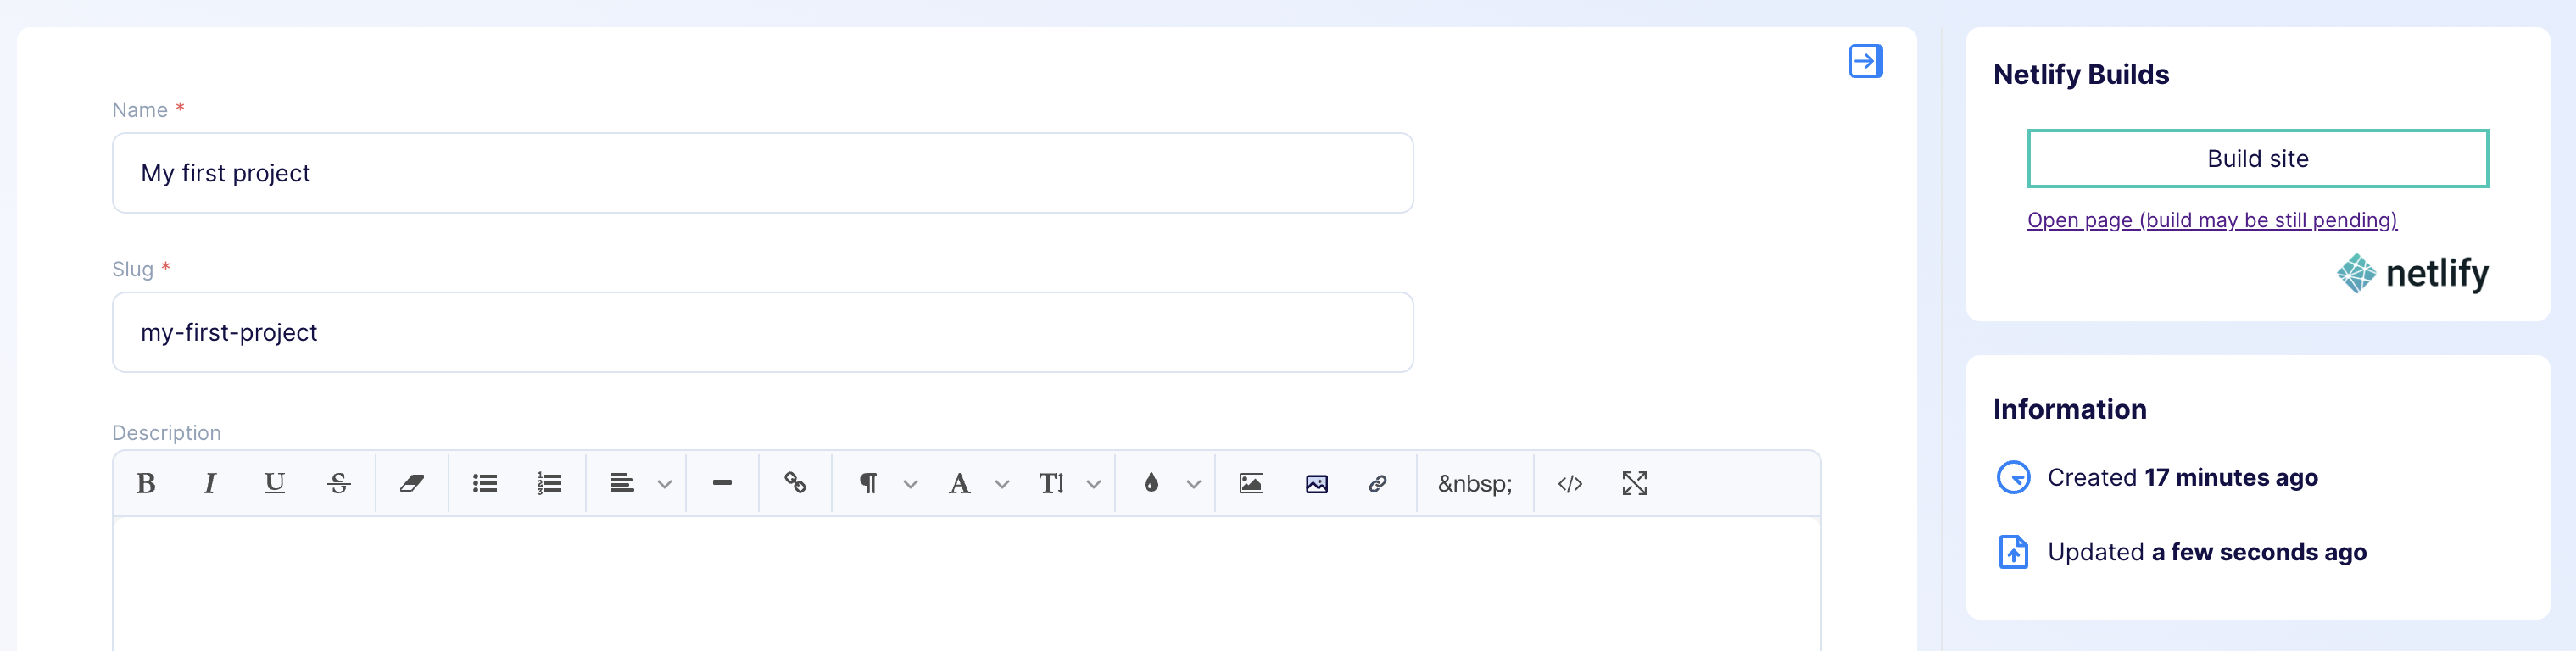 Name *
My first project
Slug *
my-first-project
Description
B I U S A T &nbsp; </>
Netlify Builds
Build site
Open page (build may be still pending)
netlify
Information
Created 17 minutes ago
Updated a few seconds ago